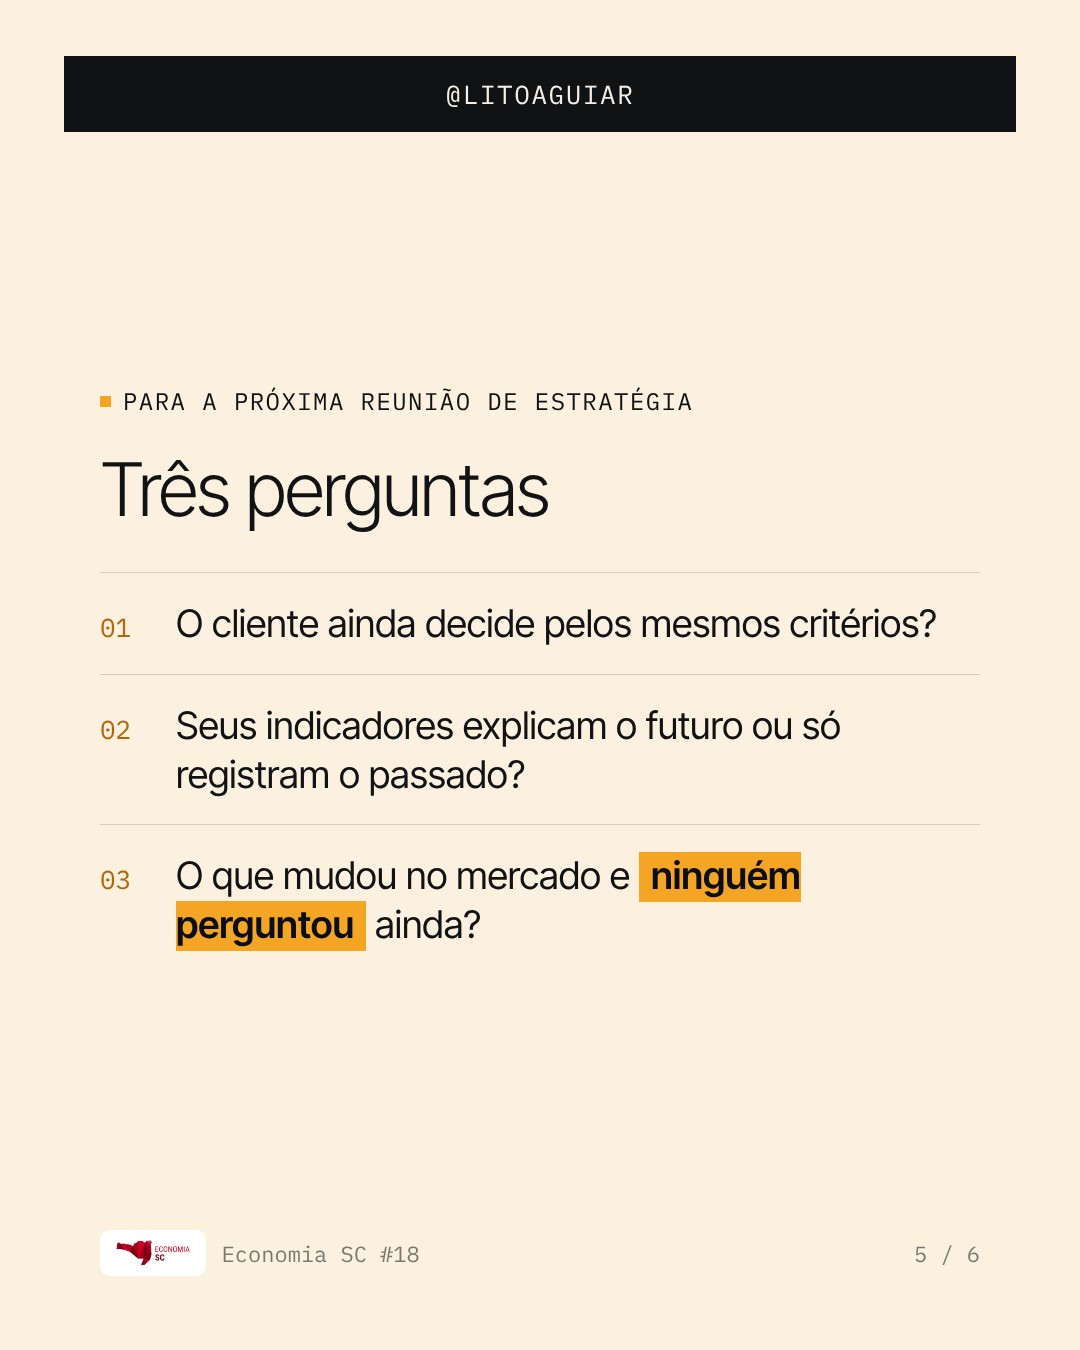 @LITOAGUIAR
PARA A PRÓXIMA REUNIÃO DE ESTRATÉGIA
Três perguntas
01 O cliente ainda decide pelos mesmos critérios?
02 Seus indicadores explicam o futuro ou só
registram o passado?
03 O que mudou no mercado e ninguém
perguntou ainda?
ECONOMIA
SC
Economia SC #18
5 / 6